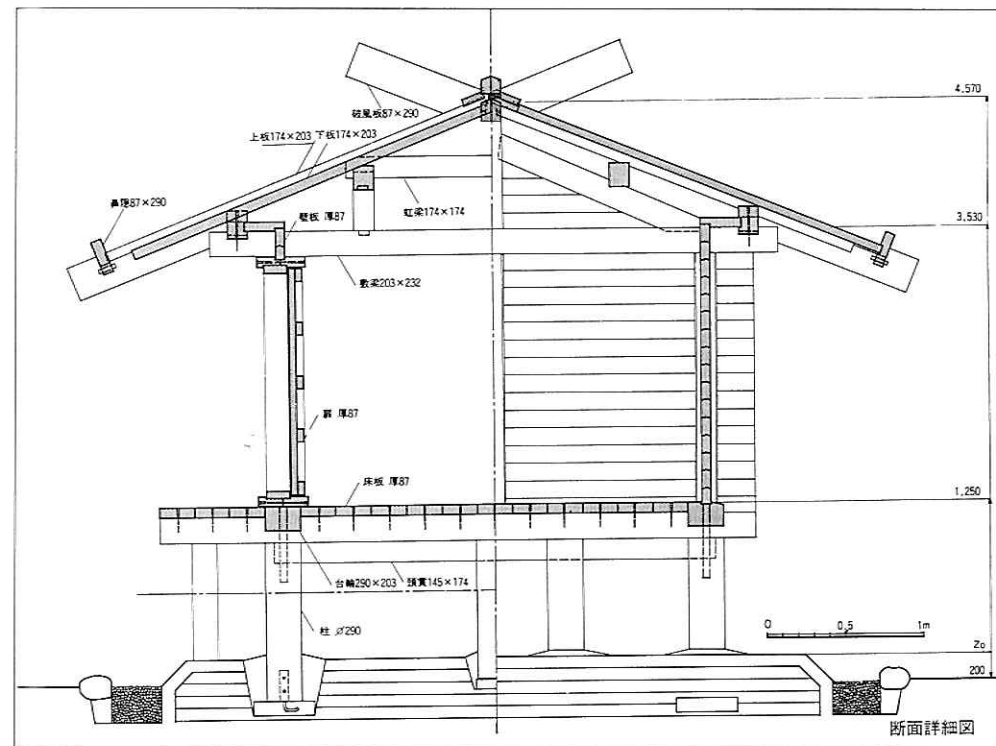 4,570
破風板87×290
上板174×203 下板174×203
鼻隠87×290
壁板 厚87
虹梁174×174
3,530
敷梁203×232
扉 厚87
床板 厚87
1,250
台輪290×203
頭貫145×174
柱 ∅290
0 0.5 1m
Zo
200
断面詳細図